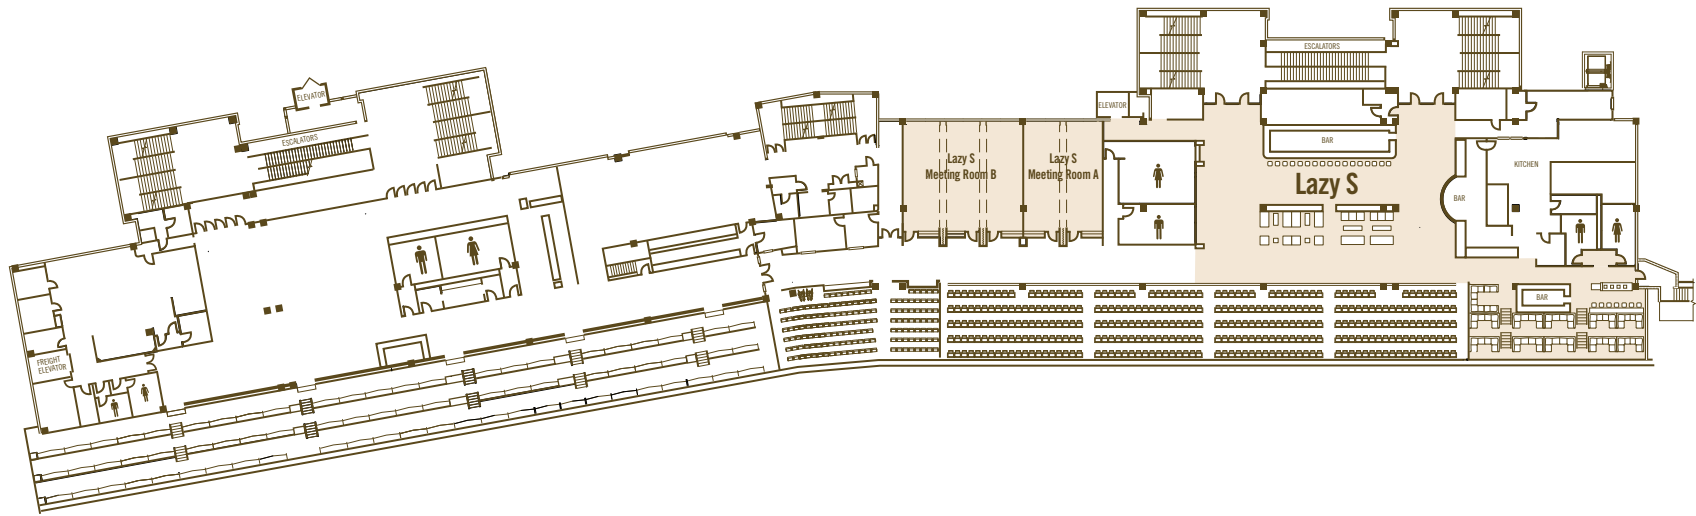 ELEVATOR
ESCALATORS
FREIGHT
ELEVATOR
Lazy S
Meeting Room B
Lazy S
Meeting Room A
ELEVATOR
ESCALATORS
BAR
Lazy S
BAR
KITCHEN
BAR